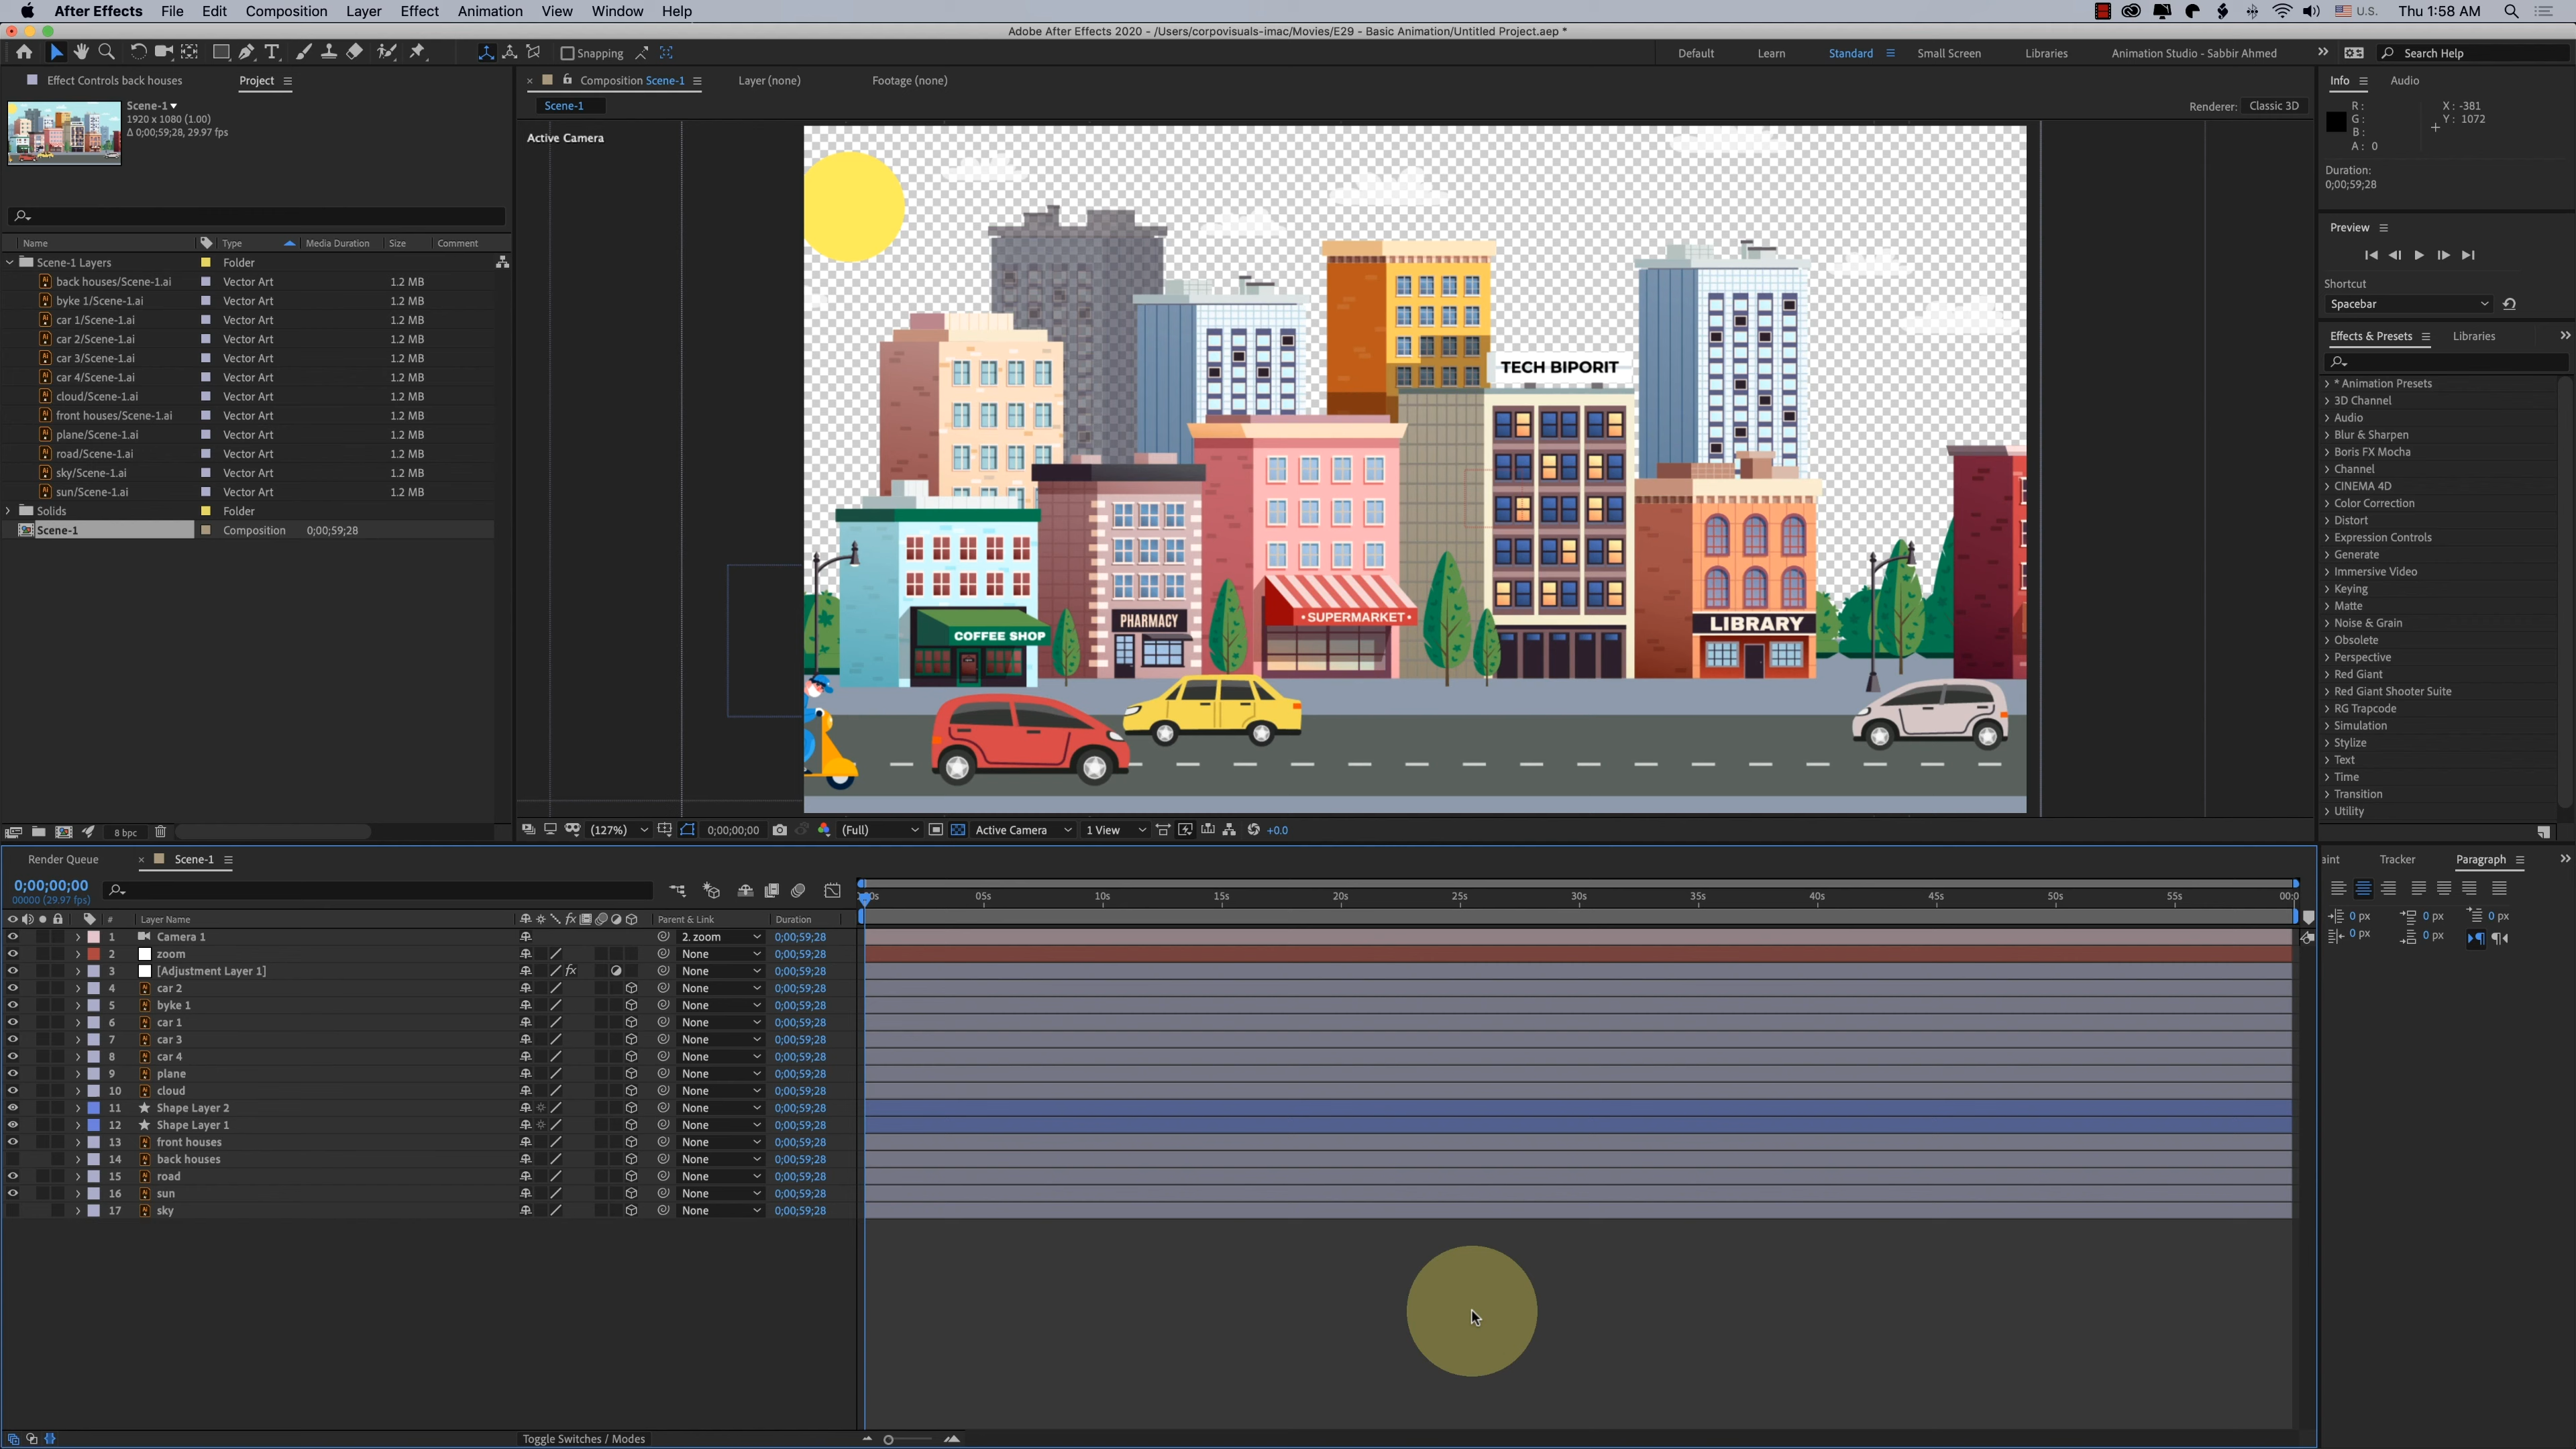 After Effects File Edit Composition Layer Effect Animation View Window Help
U.S. Thu 1:58 AM
Adobe After Effects 2020 - /Users/corpovisuals-imac/Movies/E29 - Basic Animation/Untitled Project.aep *
Snapping
Default Learn Standard Small Screen Libraries Animation Studio - Sabbir Ahmed Search Help
Effect Controls back houses Project
Composition Scene-1 Layer (none) Footage (none)
Info Audio
Scene-1
1920 x 1080 (1.00)
Δ 0;00;59;28, 29.97 fps
Scene-1
Renderer: Classic 3D
Active Camera
R:
G:
B:
A: 0
X: -381
Y: 1072
Duration:
0;00;59;28
Preview
Shortcut
Spacebar
Effects & Presets Libraries
Name Type Media Duration Size Comment
Scene-1 Layers Folder
back houses/Scene-1.ai Vector Art 1.2 MB
byke 1/Scene-1.ai Vector Art 1.2 MB
car 1/Scene-1.ai Vector Art 1.2 MB
car 2/Scene-1.ai Vector Art 1.2 MB
car 3/Scene-1.ai Vector Art 1.2 MB
car 4/Scene-1.ai Vector Art 1.2 MB
cloud/Scene-1.ai Vector Art 1.2 MB
front houses/Scene-1.ai Vector Art 1.2 MB
plane/Scene-1.ai Vector Art 1.2 MB
road/Scene-1.ai Vector Art 1.2 MB
sky/Scene-1.ai Vector Art 1.2 MB
sun/Scene-1.ai Vector Art 1.2 MB
Solids Folder
Scene-1 Composition 0;00;59;28
TECH BIPORIT
COFFEE SHOP
PHARMACY
•SUPERMARKET•
LIBRARY
* Animation Presets
3D Channel
Audio
Blur & Sharpen
Boris FX Mocha
Channel
CINEMA 4D
Color Correction
Distort
Expression Controls
Generate
Immersive Video
Keying
Matte
Noise & Grain
Obsolete
Perspective
Red Giant
Red Giant Shooter Suite
RG Trapcode
Simulation
Stylize
Text
Time
Transition
Utility
8 bpc
(127%) 0;00;00;00 (Full) Active Camera 1 View +0.0
Render Queue Scene-1
aint Tracker Paragraph
0 px 0 px 0 px
0 px 0 px
0;00;00;00
00000 (29.97 fps)
05s 10s 15s 20s 25s 30s 35s 40s 45s 50s 55s 00:0
# Layer Name Parent & Link Duration
1 Camera 1 2. zoom 0;00;59;28
2 zoom None 0;00;59;28
3 [Adjustment Layer 1] fx None 0;00;59;28
4 car 2 None 0;00;59;28
5 byke 1 None 0;00;59;28
6 car 1 None 0;00;59;28
7 car 3 None 0;00;59;28
8 car 4 None 0;00;59;28
9 plane None 0;00;59;28
10 cloud None 0;00;59;28
11 Shape Layer 2 None 0;00;59;28
12 Shape Layer 1 None 0;00;59;28
13 front houses None 0;00;59;28
14 back houses None 0;00;59;28
15 road None 0;00;59;28
16 sun None 0;00;59;28
17 sky None 0;00;59;28
Toggle Switches / Modes